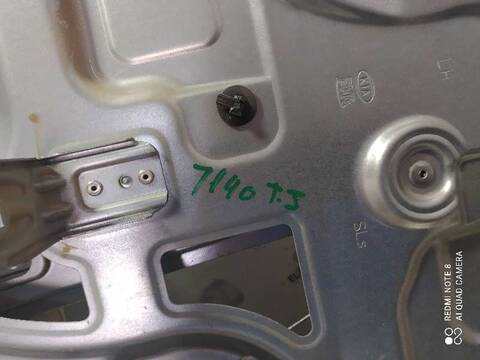 LH
KIA
7140 T.J
SLS
REDMI NOTE 8
AI QUAD CAMERA